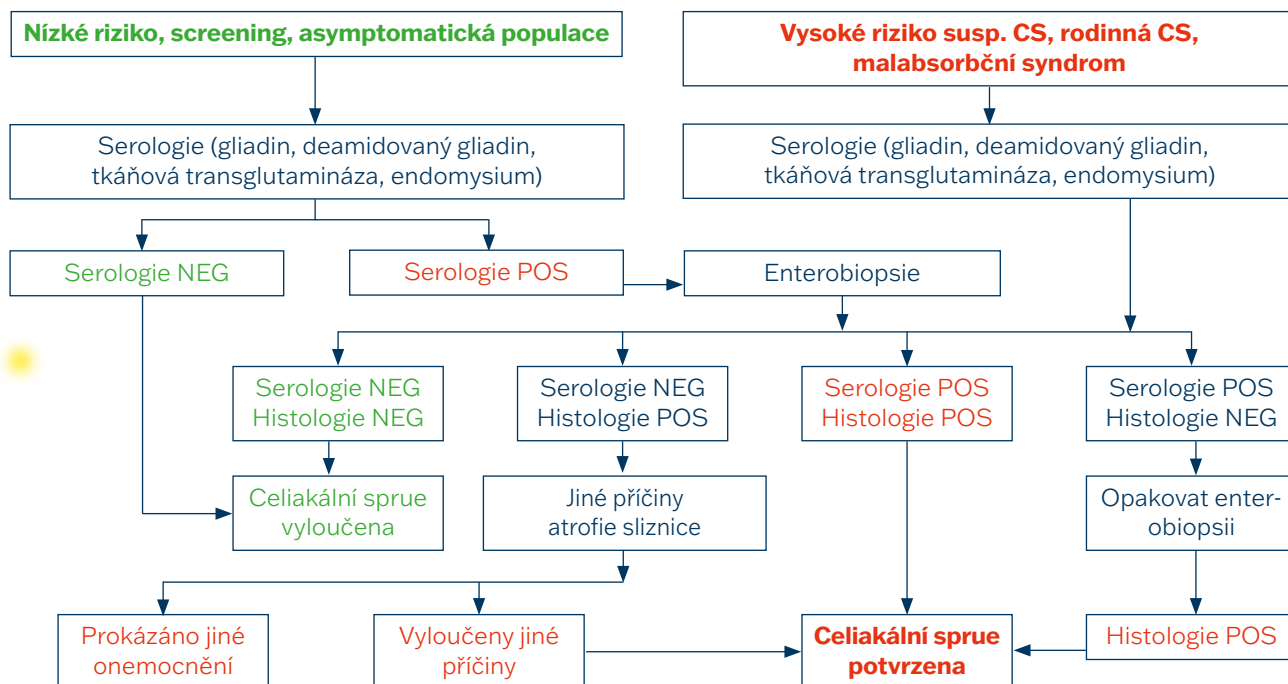 Nízké riziko, screening, asymptomatická populace
Vysoké riziko susp. CS, rodinná CS,
malabsorbční syndrom
Serologie (gliadin, deamidovaný gliadin,
tkáňová transglutamináza, endomysium)
Serologie (gliadin, deamidovaný gliadin,
tkáňová transglutamináza, endomysium)
Serologie NEG
Serologie POS
Enterobiopsie
Serologie NEG
Histologie NEG
Serologie NEG
Histologie POS
Serologie POS
Histologie POS
Serologie POS
Histologie NEG
Celiakální sprue
vyloučena
Jiné příčiny
atrofie sliznice
Opakovat enter-
obiopsii
Prokázáno jiné
onemocnění
Vyloučeny jiné
příčiny
Celiakální sprue
potvrzena
Histologie POS